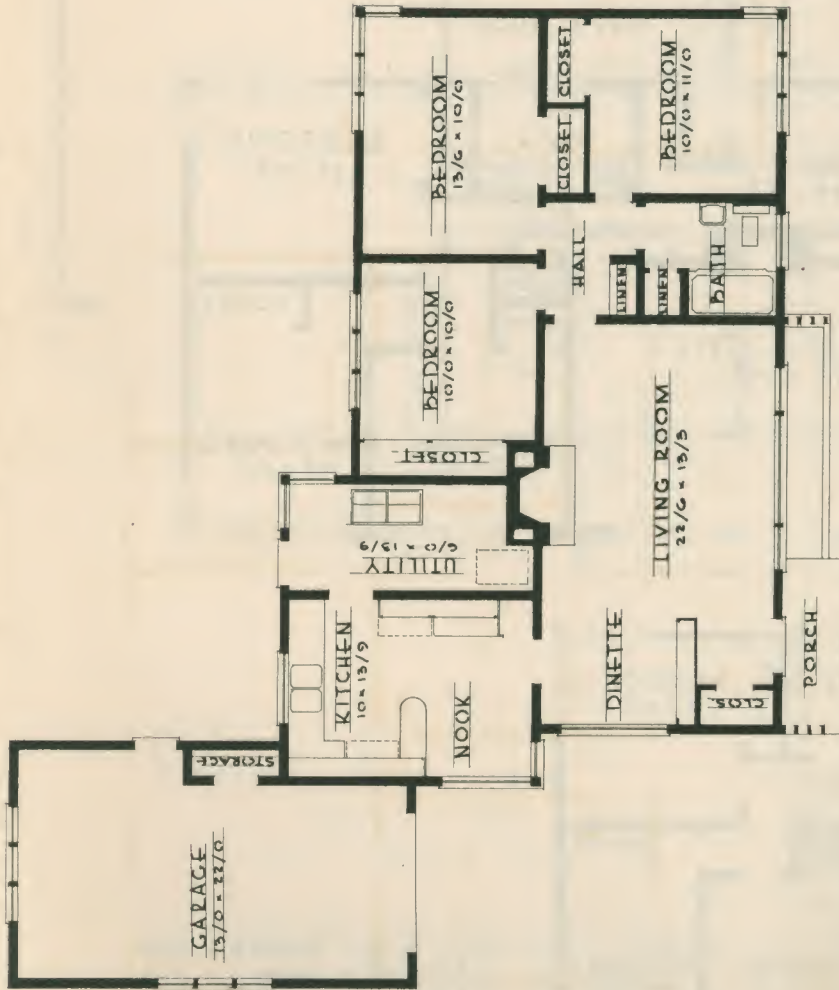 GARAGE
13/0 × 22/0
STORAGE
KITCHEN
10 × 13/9
NOOK
UTILITY
6/0 × 13/9
BEDROOM
10/0 × 10/0
CLOSET
BEDROOM
13/6 × 10/0
CLOSET
CLOSET
BEDROOM
10/0 × 11/0
HALL
LINEN
LINEN
BATH
DINETTE
LIVING ROOM
22/6 × 13/3
CLOS.
PORCH